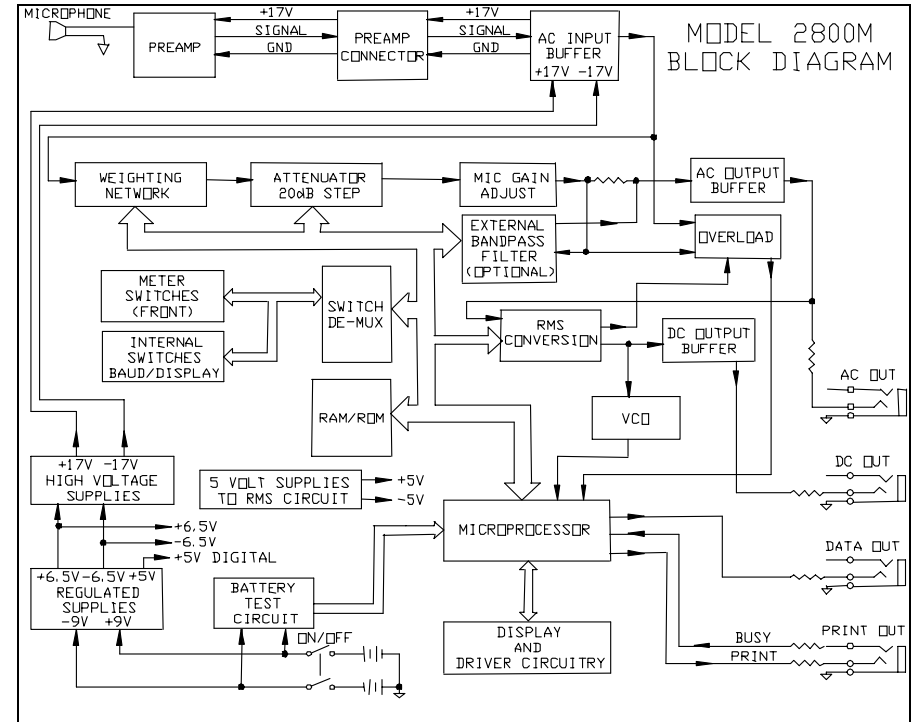 MICROPHONE
+17V
SIGNAL
GND
PREAMP
PREAMP
CONNECTOR
+17V
SIGNAL
GND
AC INPUT
BUFFER
+17V -17V
MODEL 2800M
BLOCK DIAGRAM
WEIGHTING
NETWORK
ATTENUATOR
20dB STEP
MIC GAIN
ADJUST
AC OUTPUT
BUFFER
EXTERNAL
BANDPASS
FILTER
(OPTIONAL)
OVERLOAD
METER
SWITCHES
(FRONT)
SWITCH
DE-MUX
INTERNAL
SWITCHES
BAUD/DISPLAY
RMS
CONVERSION
DC OUTPUT
BUFFER
AC OUT
RAM/ROM
VCO
+17V -17V
HIGH VOLTAGE
SUPPLIES
5 VOLT SUPPLIES
TO RMS CIRCUIT
+5V
-5V
DC OUT
MICROPROCESSOR
+6.5V
-6.5V
+5V DIGITAL
DATA OUT
+6.5V -6.5V +5V
REGULATED
SUPPLIES
-9V +9V
BATTERY
TEST
CIRCUIT
ON/OFF
DISPLAY
AND
DRIVER CIRCUITRY
BUSY
PRINT
PRINT OUT